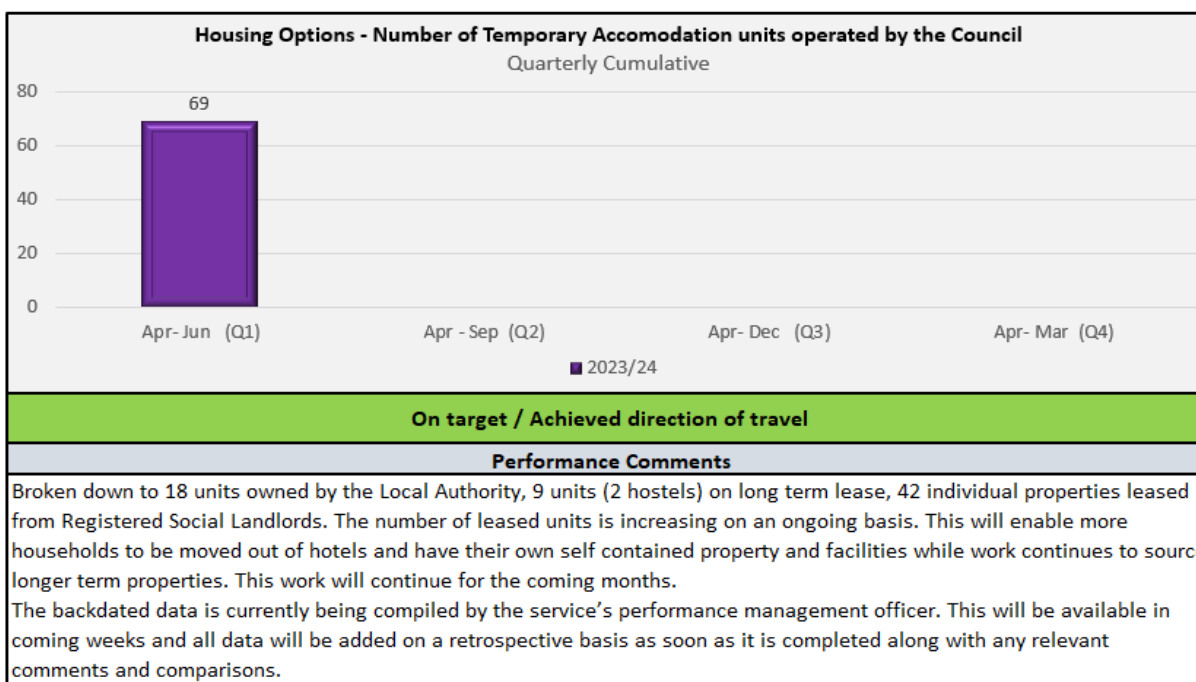 Housing Options - Number of Temporary Accomodation units operated by the Council
Quarterly Cumulative
80
69
60
40
20
0
Apr- Jun (Q1) Apr - Sep (Q2) Apr- Dec (Q3) Apr- Mar (Q4)
2023/24
On target / Achieved direction of travel
Performance Comments
Broken down to 18 units owned by the Local Authority, 9 units (2 hostels) on long term lease, 42 individual properties leased
from Registered Social Landlords. The number of leased units is increasing on an ongoing basis. This will enable more
households to be moved out of hotels and have their own self contained property and facilities while work continues to sourc
longer term properties. This work will continue for the coming months.
The backdated data is currently being compiled by the service’s performance management officer. This will be available in
coming weeks and all data will be added on a retrospective basis as soon as it is completed along with any relevant
comments and comparisons.